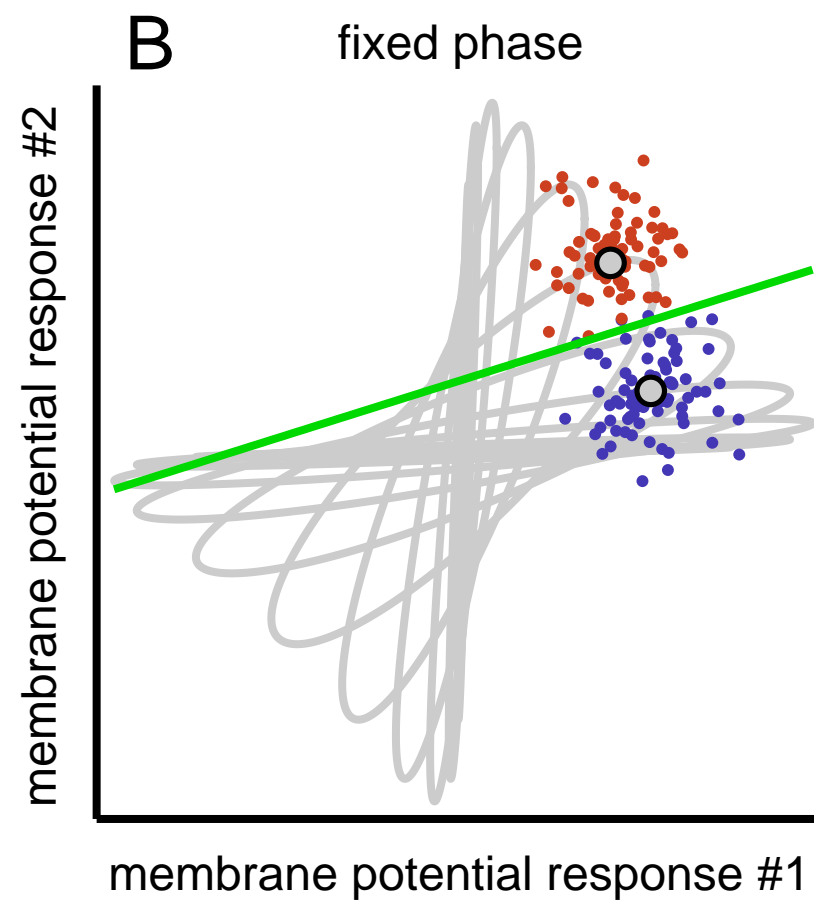 B
fixed phase
membrane potential response #2
membrane potential response #1